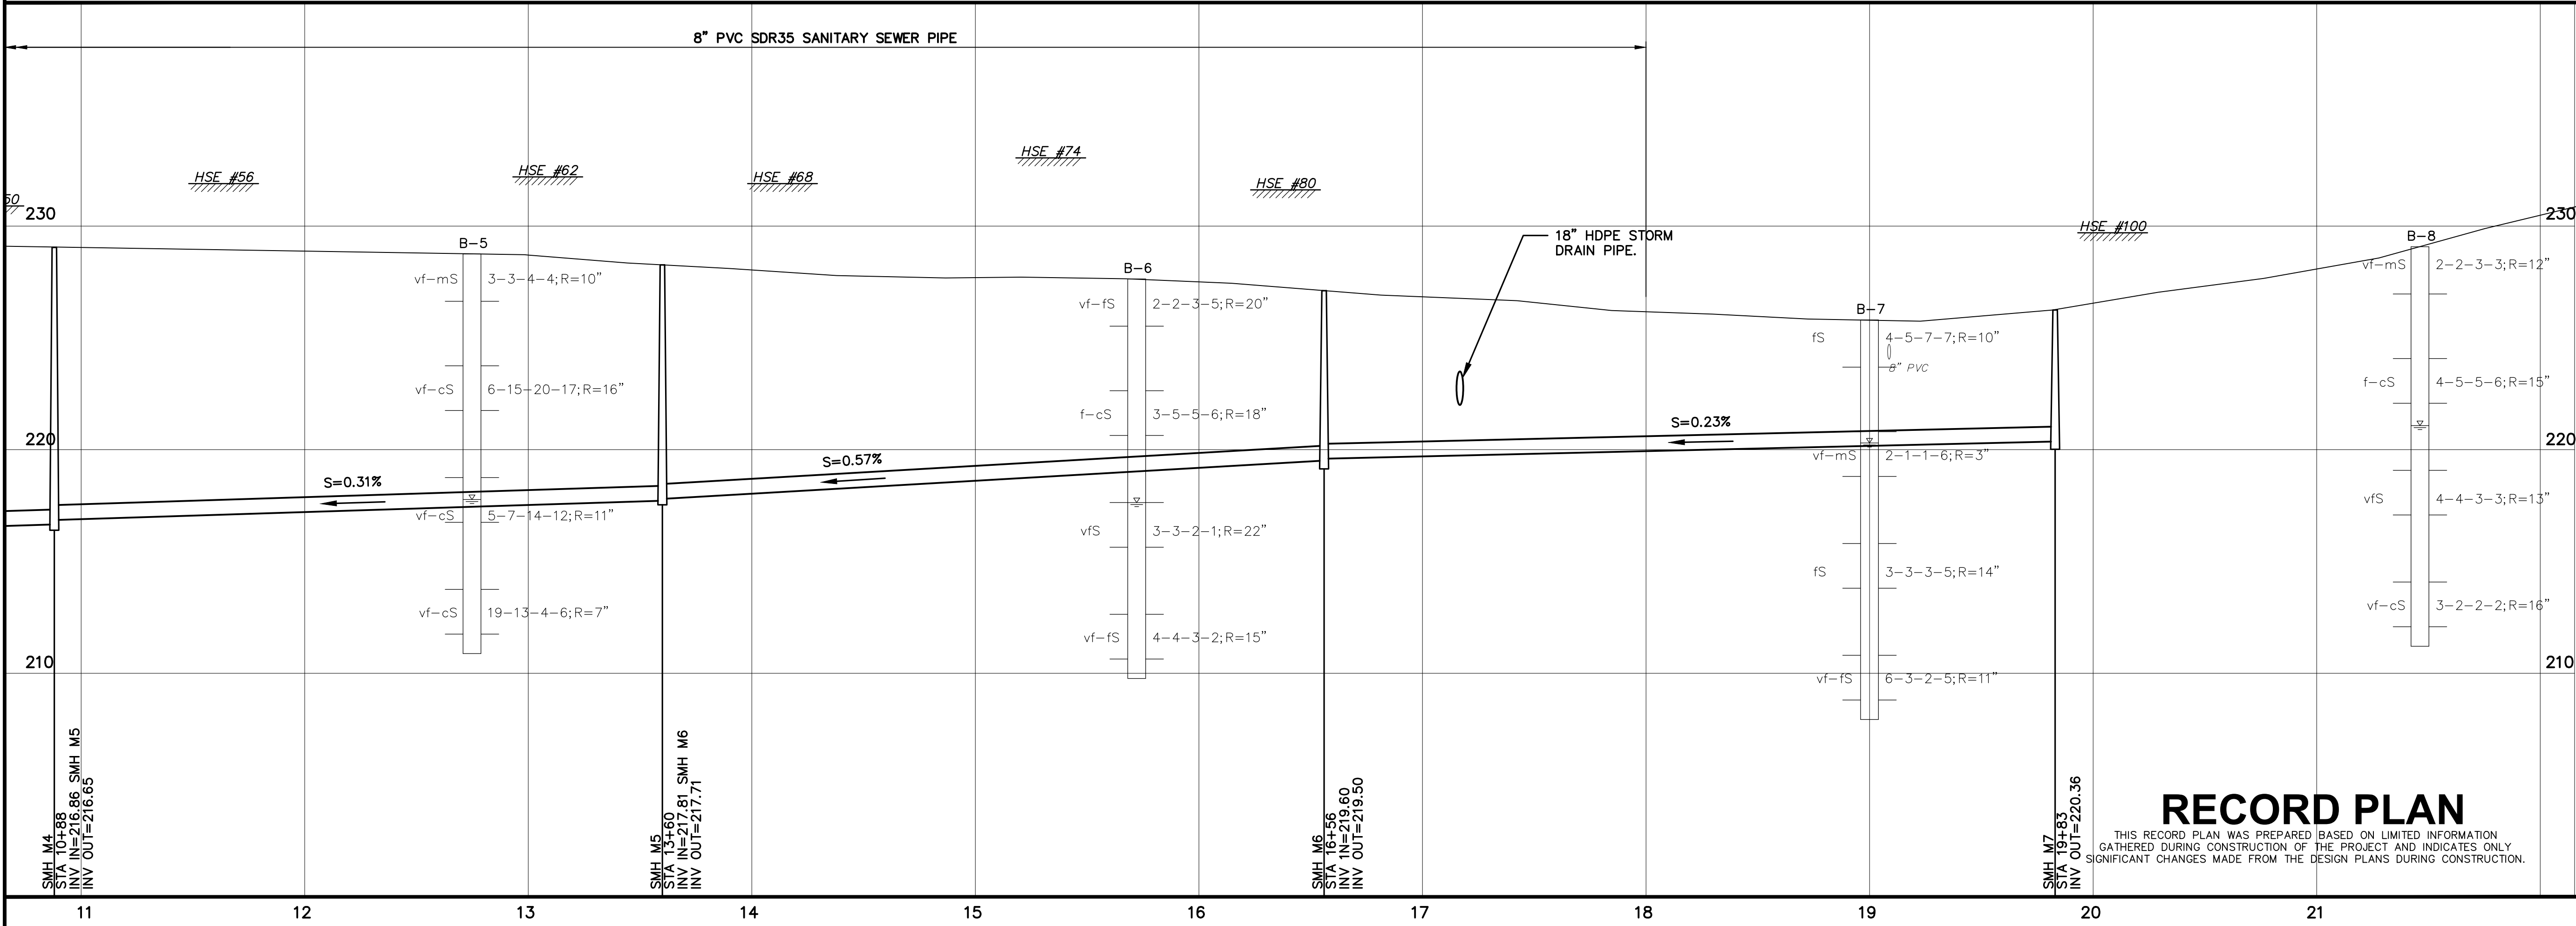 8" PVC SDR35 SANITARY SEWER PIPE
HSE #56
HSE #62
HSE #68
HSE #74
HSE #80
HSE #100
50
230
230
18" HDPE STORM
DRAIN PIPE.
B-5
vf-mS 3-3-4-4;R=10"
vf-cS 6-15-20-17;R=16"
vf-cS 5-7-14-12;R=11"
vf-cS 19-13-4-6;R=7"
B-6
vf-fS 2-2-3-5;R=20"
f-cS 3-5-5-6;R=18"
vfS 3-3-2-1;R=22"
vf-fS 4-4-3-2;R=15"
B-7
fS 4-5-7-7;R=10"
8" PVC
vf-mS 2-1-1-6;R=3"
fS 3-3-3-5;R=14"
vf-fS 6-3-2-5;R=11"
B-8
vf-mS 2-2-3-3;R=12"
f-cS 4-5-5-6;R=15"
vfS 4-4-3-3;R=13"
vf-cS 3-2-2-2;R=16"
220
220
S=0.31%
S=0.57%
S=0.23%
210
210
SMH M4
STA 10+88
INV IN=216.86 SMH M5
INV OUT=216.65
SMH M5
STA 13+60
INV IN=217.81 SMH M6
INV OUT=217.71
SMH M6
STA 16+56
INV 1N=219.60
INV OUT=219.50
SMH M7
STA 19+83
INV OUT=220.36
RECORD PLAN
THIS RECORD PLAN WAS PREPARED BASED ON LIMITED INFORMATION
GATHERED DURING CONSTRUCTION OF THE PROJECT AND INDICATES ONLY
SIGNIFICANT CHANGES MADE FROM THE DESIGN PLANS DURING CONSTRUCTION.
11 12 13 14 15 16 17 18 19 20 21